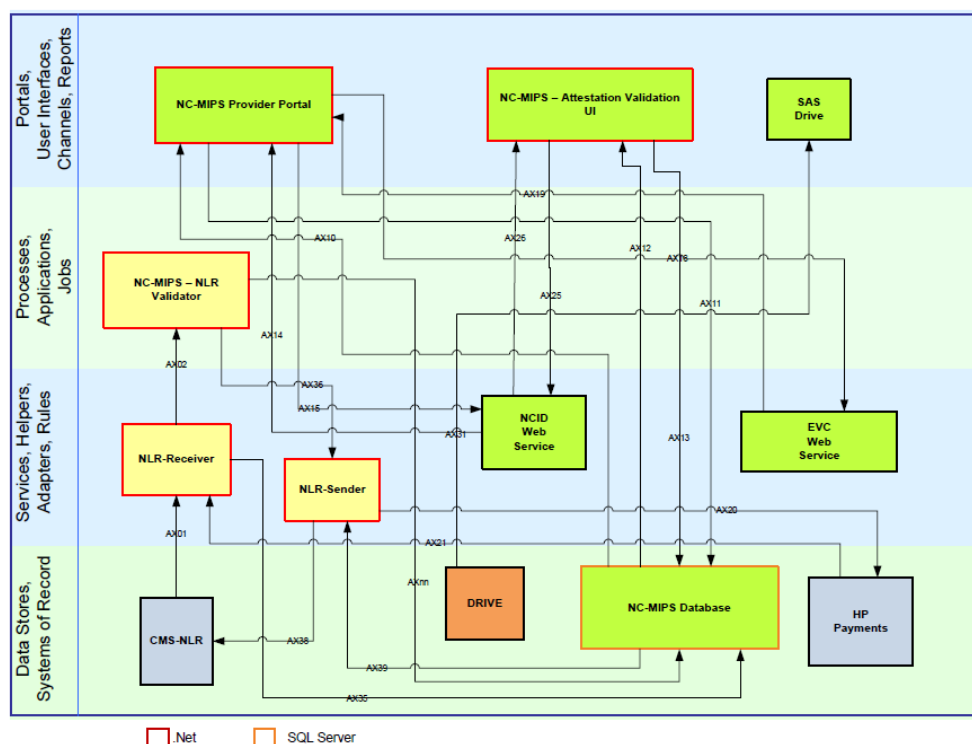 Portals,
User Interfaces,
Channels, Reports
NC-MIPS Provider Portal
NC-MIPS – Attestation Validation
UI
SAS
Drive
AX19
Processes,
Applications,
Jobs
AX10
AX26
AX12
AX16
NC-MIPS – NLR
Validator
AX25
AX11
AX14
AX02
Services, Helpers,
Adapters, Rules
AX36
AX15
AX31
NCID
Web
Service
AX13
EVC
Web
Service
NLR-Receiver
NLR-Sender
AX01
AX20
AX21
Data Stores,
Systems of Record
AXnn
DRIVE
NC-MIPS Database
HP
Payments
CMS-NLR
AX38
AX39
AX35
.Net
SQL Server